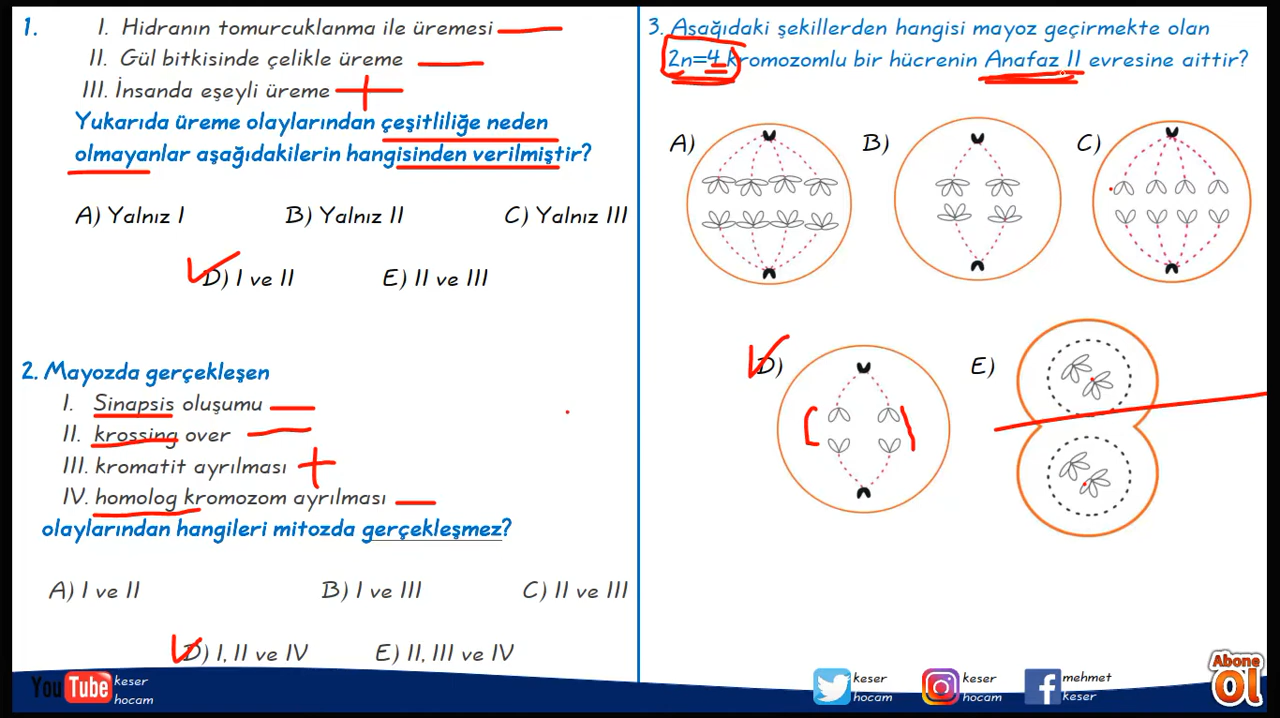 1. I. Hidranın tomurcuklanma ile üremesi
II. Gül bitkisinde çelikle üreme
III. İnsanda eşeyli üreme
Yukarıda üreme olaylarından çeşitliliğe neden
olmayanlar aşağıdakilerin hangisinden verilmiştir?
A) Yalnız I B) Yalnız II C) Yalnız III
D) I ve II E) II ve III
2. Mayozda gerçekleşen
I. Sinapsis oluşumu
II. krossing over
III. kromatit ayrılması
IV. homolog kromozom ayrılması
olaylarından hangileri mitozda gerçekleşmez?
A) I ve II B) I ve III C) II ve III
D) I, II ve IV E) II, III ve IV
3. Aşağıdaki şekillerden hangisi mayoz geçirmekte olan
2n=4 kromozomlu bir hücrenin Anafaz II evresine aittir?
A) B) C)
D) E)
YouTube keser
hocam
keser
hocam
keser
hocam
mehmet
keser
Abone
ol